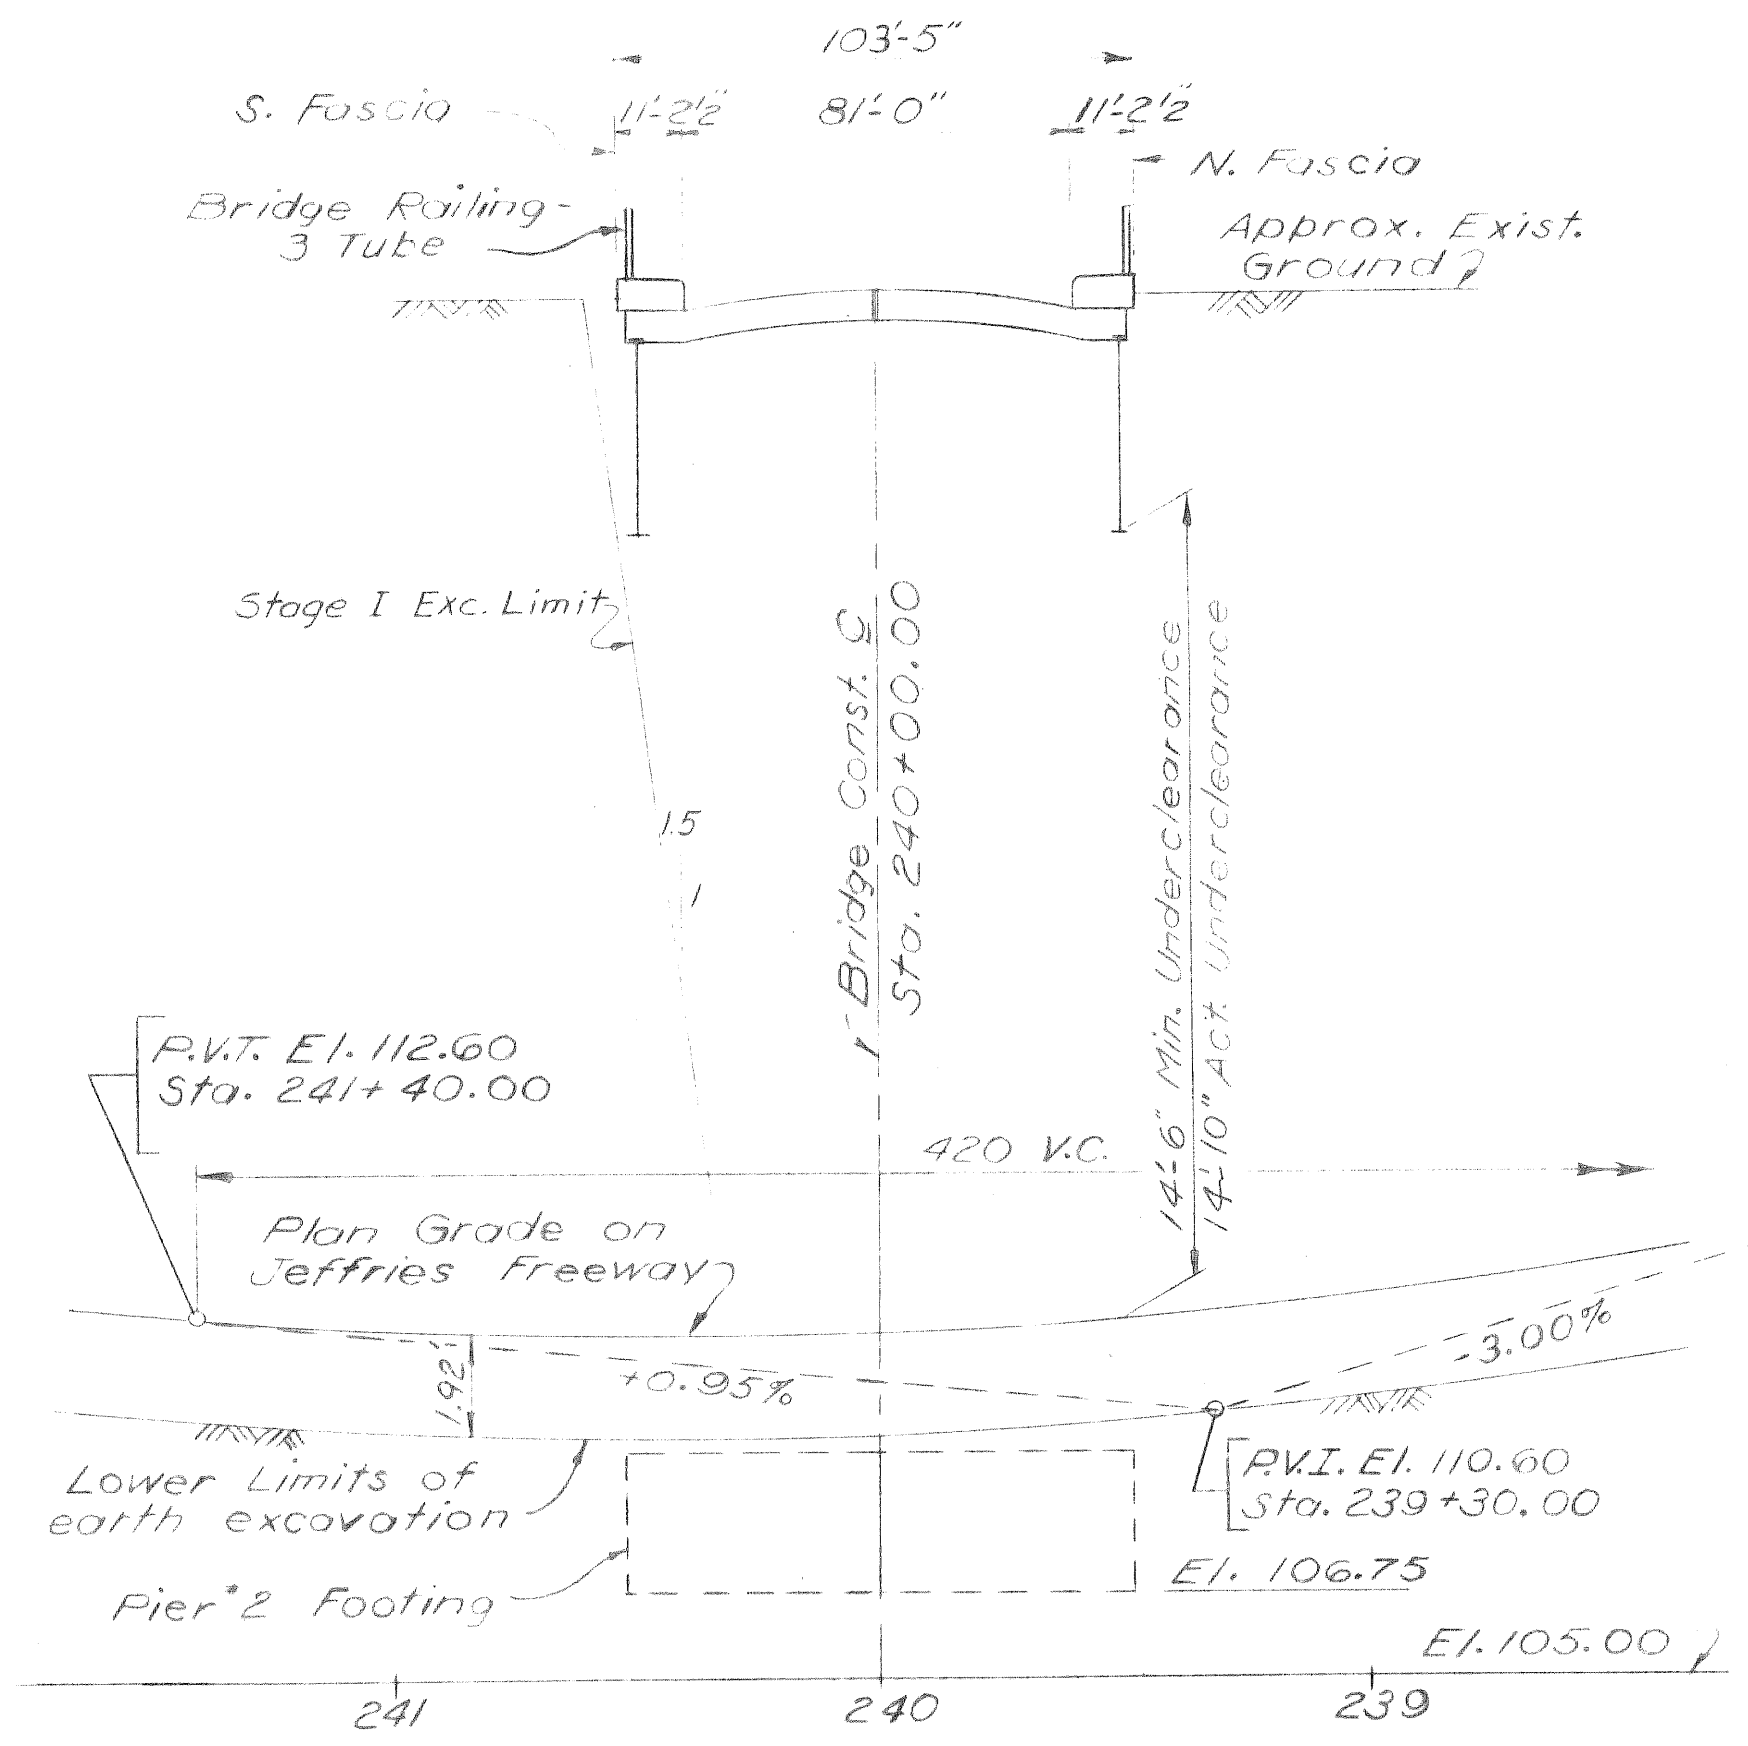 103'-5"
S. Fascia
11'-2½"
81'-0"
11'-2½"
N. Fascia
Bridge Railing-
3 Tube
Approx. Exist.
Ground
Stage I Exc. Limit
1.5
1
Bridge Const. ℄
Sta. 240+00.00
14'-6" Min. Underclearance
14'-10" Act. Underclearance
P.V.T. El. 112.60
Sta. 241+40.00
420 V.C.
Plan Grade on
Jeffries Freeway
1.92'
+0.95%
-3.00%
Lower Limits of
earth excavation
P.V.I. El. 110.60
Sta. 239+30.00
El. 106.75
Pier #2 Footing
El. 105.00
241
240
239